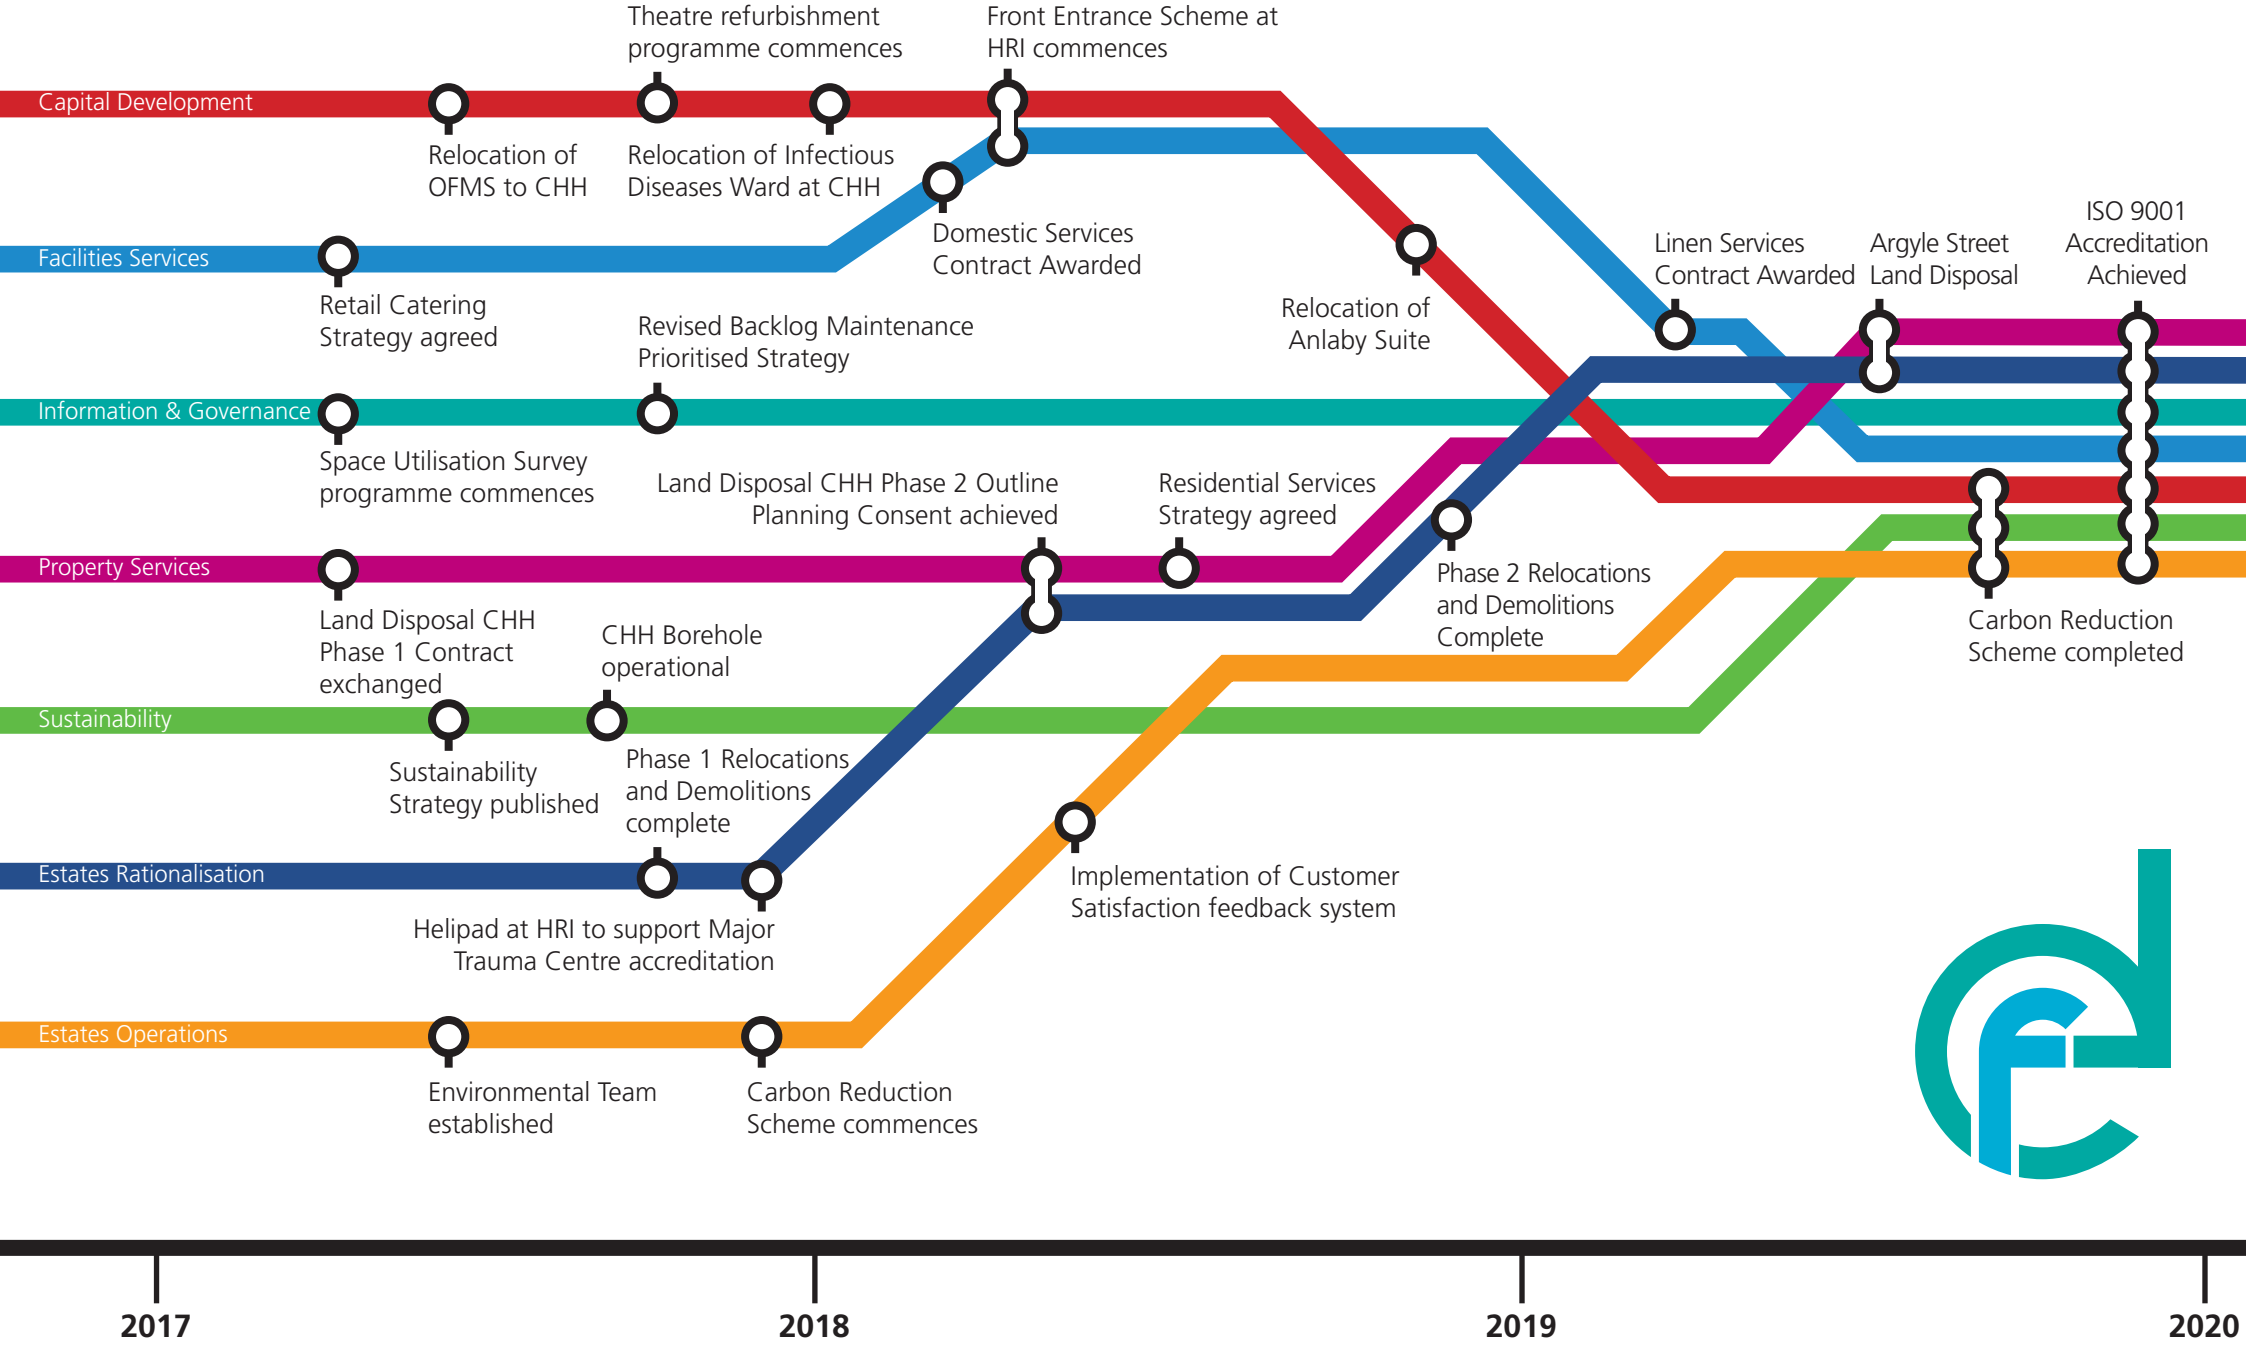 Theatre refurbishment
programme commences
Front Entrance Scheme at
HRI commences
Capital Development
Relocation of
OFMS to CHH
Relocation of Infectious
Diseases Ward at CHH
Domestic Services
Contract Awarded
Facilities Services
Retail Catering
Strategy agreed
Revised Backlog Maintenance
Prioritised Strategy
Relocation of
Anlaby Suite
Linen Services
Contract Awarded
Argyle Street
Land Disposal
ISO 9001
Accreditation
Achieved
Information & Governance
Space Utilisation Survey
programme commences
Land Disposal CHH Phase 2 Outline
Planning Consent achieved
Residential Services
Strategy agreed
Property Services
Land Disposal CHH
Phase 1 Contract
exchanged
CHH Borehole
operational
Phase 2 Relocations
and Demolitions
Complete
Carbon Reduction
Scheme completed
Sustainability
Sustainability
Strategy published
Phase 1 Relocations
and Demolitions
complete
Estates Rationalisation
Helipad at HRI to support Major
Trauma Centre accreditation
Implementation of Customer
Satisfaction feedback system
Estates Operations
Environmental Team
established
Carbon Reduction
Scheme commences
2017
2018
2019
2020